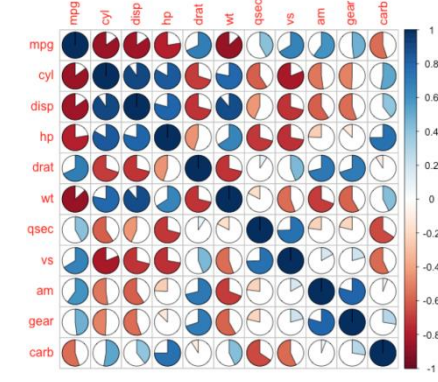 mpg cyl disp hp drat wt qsec vs am gear carb
mpg
cyl
disp
hp
drat
wt
qsec
vs
am
gear
carb
1
0.8
0.6
0.4
0.2
0
-0.2
-0.4
-0.6
-0.8
-1